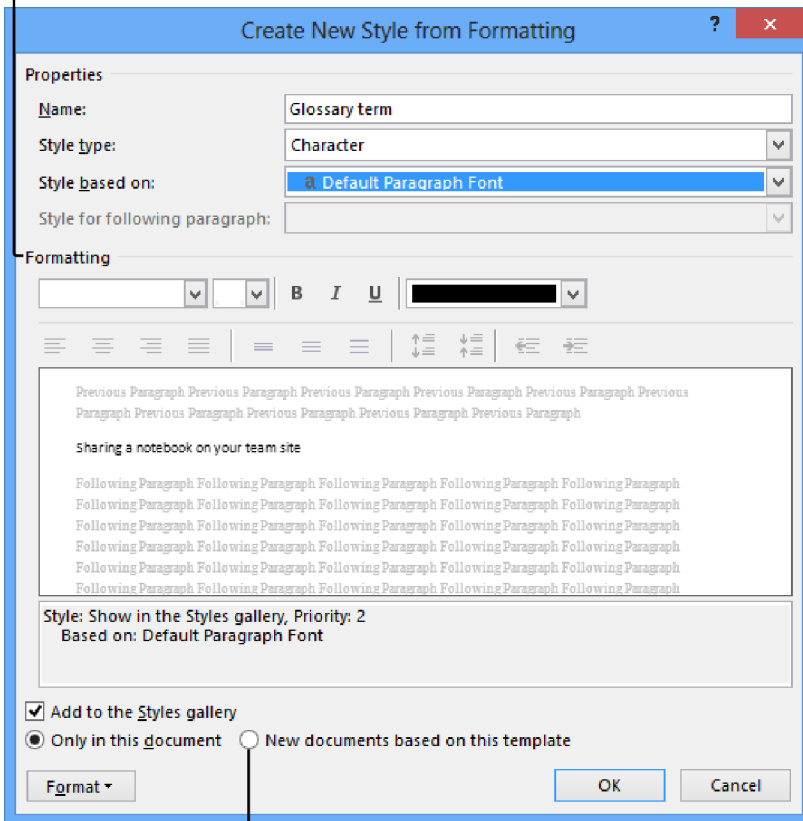 Create New Style from Formatting
?
×
Properties
Name:
Glossary term
Style type:
Character
Style based on:
a Default Paragraph Font
Style for following paragraph:
Formatting
B I U
Previous Paragraph Previous Paragraph Previous Paragraph Previous Paragraph Previous Paragraph Previous
Paragraph Previous Paragraph Previous Paragraph Previous Paragraph Previous Paragraph
Sharing a notebook on your team site
Following Paragraph Following Paragraph Following Paragraph Following Paragraph Following Paragraph
Following Paragraph Following Paragraph Following Paragraph Following Paragraph Following Paragraph
Following Paragraph Following Paragraph Following Paragraph Following Paragraph Following Paragraph
Following Paragraph Following Paragraph Following Paragraph Following Paragraph Following Paragraph
Following Paragraph Following Paragraph Following Paragraph Following Paragraph Following Paragraph
Following Paragraph Following Paragraph Following Paragraph Following Paragraph Following Paragraph
Style: Show in the Styles gallery, Priority: 2
Based on: Default Paragraph Font
Add to the Styles gallery
Only in this document New documents based on this template
Format OK Cancel